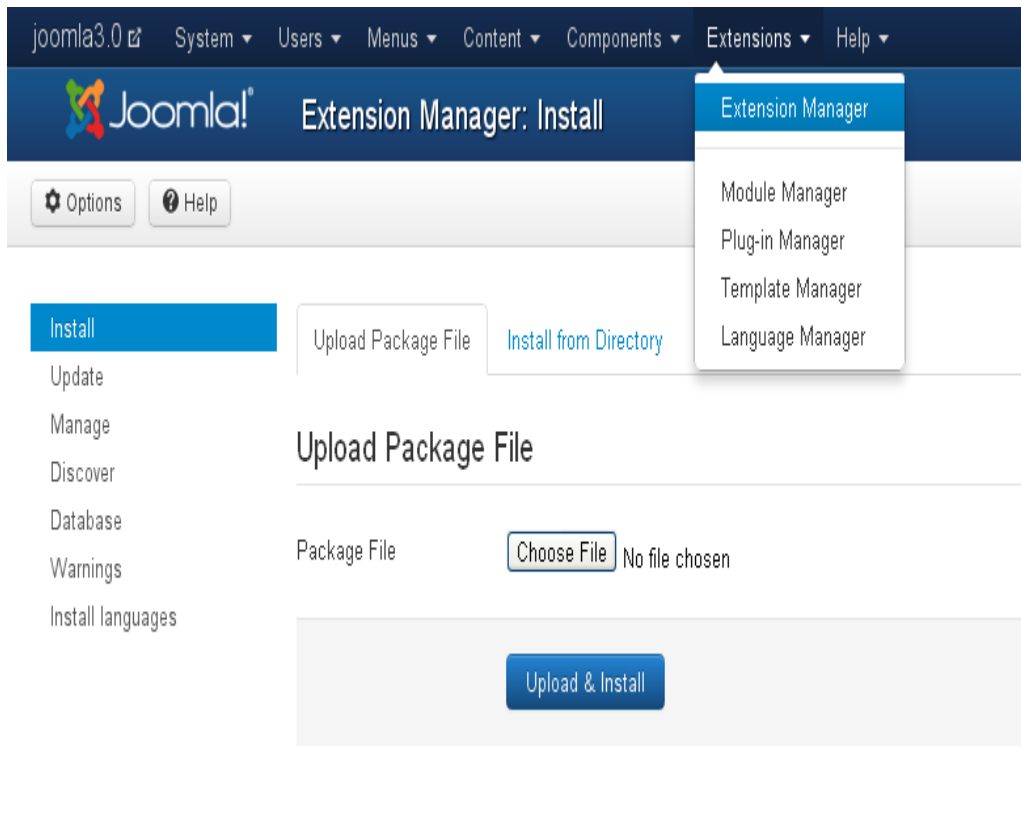 joomla3.0 System Users Menus Content Components Extensions Help
Joomla!® Extension Manager: Install
Extension Manager
Module Manager
Plug-in Manager
Template Manager
Language Manager
Options Help
Install
Update
Manage
Discover
Database
Warnings
Install languages
Upload Package File Install from Directory
Upload Package File
Package File Choose File No file chosen
Upload & Install